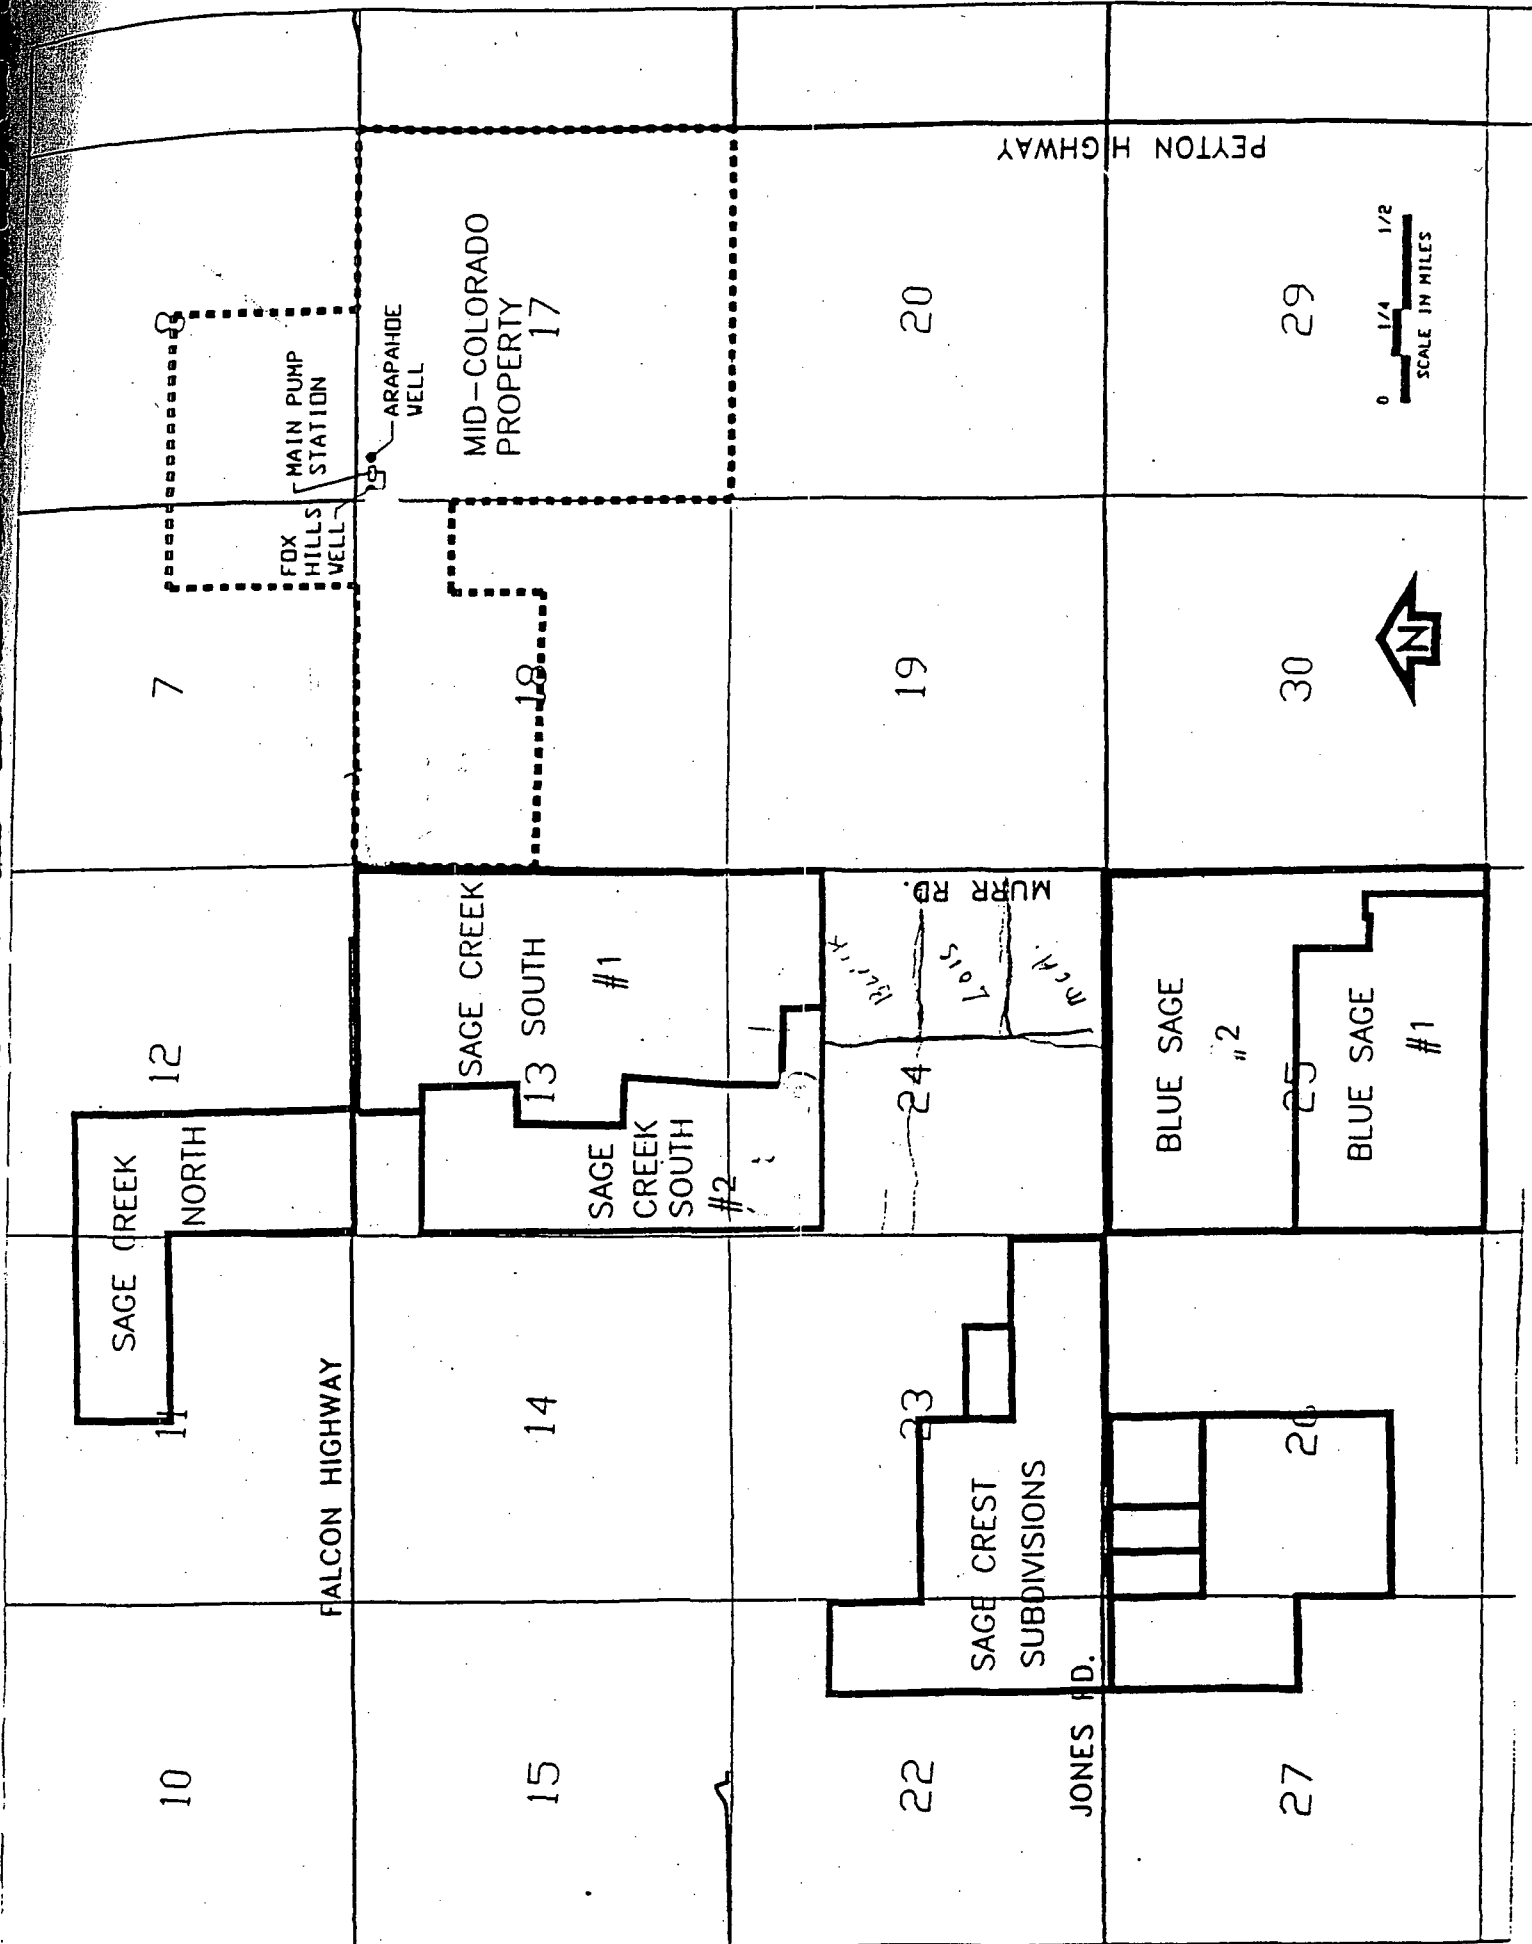 10
11
12
7
8
SAGE CREEK
NORTH
FALCON HIGHWAY
FOX
HILLS
WELL
MAIN PUMP
STATION
ARAPAHOE
WELL
15
14
13
18
17
SAGE CREEK
SOUTH
#1
SAGE
CREEK
SOUTH
#2
MID-COLORADO
PROPERTY
22
23
24
19
20
SAGE CREST
SUBDIVISIONS
MURR RD.
Lois
JONES RD.
PEYTON HIGHWAY
27
26
25
30
29
BLUE SAGE
"2
BLUE SAGE
#1
N
0 1/4 1/2
SCALE IN MILES